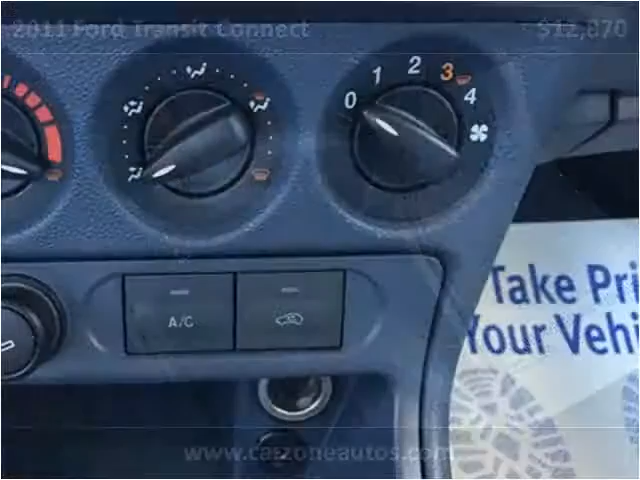 2011 Ford Transit Connect $12,870
0 1 2 3 4
A/C
Take Pri
Your Vehi
www.carzoneautos.com